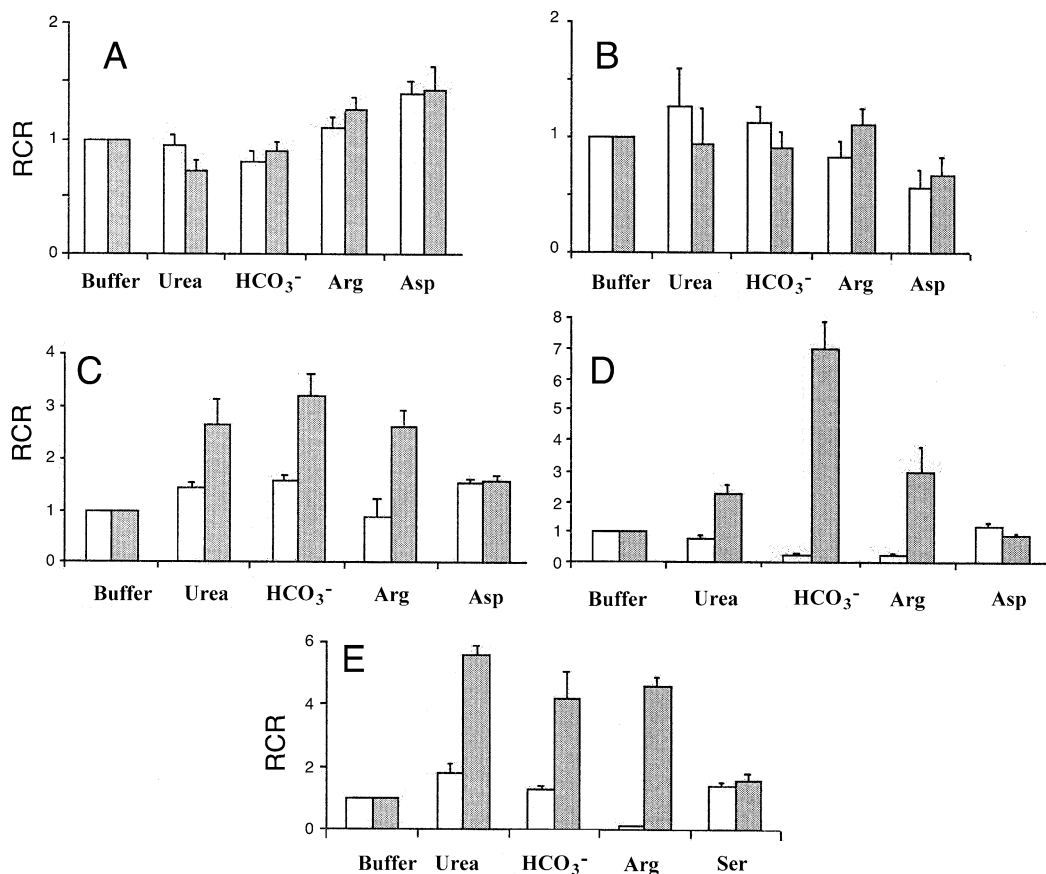 A
B
2
1
0
RCR
Buffer Urea HCO₃⁻ Arg Asp
2
1
0
Buffer Urea HCO₃⁻ Arg Asp
C
D
4
3
2
1
0
RCR
Buffer Urea HCO₃⁻ Arg Asp
8
7
6
5
4
3
2
1
0
Buffer Urea HCO₃⁻ Arg Asp
E
6
4
2
0
RCR
Buffer Urea HCO₃⁻ Arg Ser